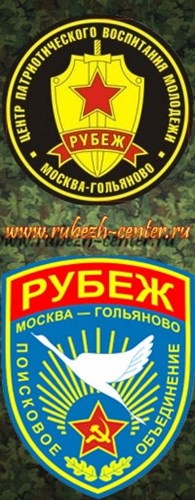 ЦЕНТР ПАТРИОТИЧЕСКОГО ВОСПИТАНИЯ МОЛОДЕЖИ
РУБЕЖ
МОСКВА-ГОЛЬЯНОВО
www.rubezh-center.ru
РУБЕЖ
МОСКВА — ГОЛЬЯНОВО
ПОИСКОВОЕ
ОБЪЕДИНЕНИЕ